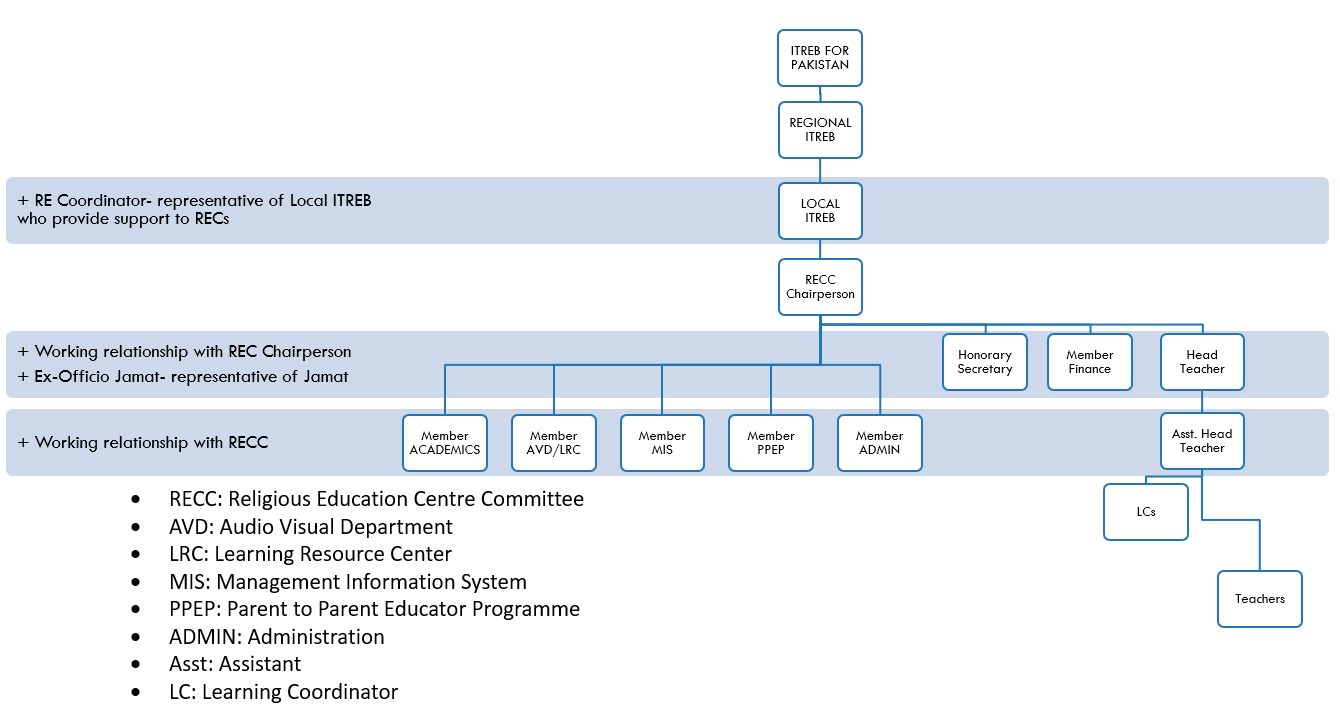 ITREB FOR
PAKISTAN
REGIONAL
ITREB
+ RE Coordinator- representative of Local ITREB
who provide support to RECs
LOCAL
ITREB
RECC
Chairperson
+ Working relationship with REC Chairperson
+ Ex-Officio Jamat- representative of Jamat
Honorary
Secretary
Member
Finance
Head
Teacher
+ Working relationship with RECC
Member
ACADEMICS
Member
AVD/LRC
Member
MIS
Member
PPEP
Member
ADMIN
Asst. Head
Teacher
LCs
Teachers
• RECC: Religious Education Centre Committee
• AVD: Audio Visual Department
• LRC: Learning Resource Center
• MIS: Management Information System
• PPEP: Parent to Parent Educator Programme
• ADMIN: Administration
• Asst: Assistant
• LC: Learning Coordinator